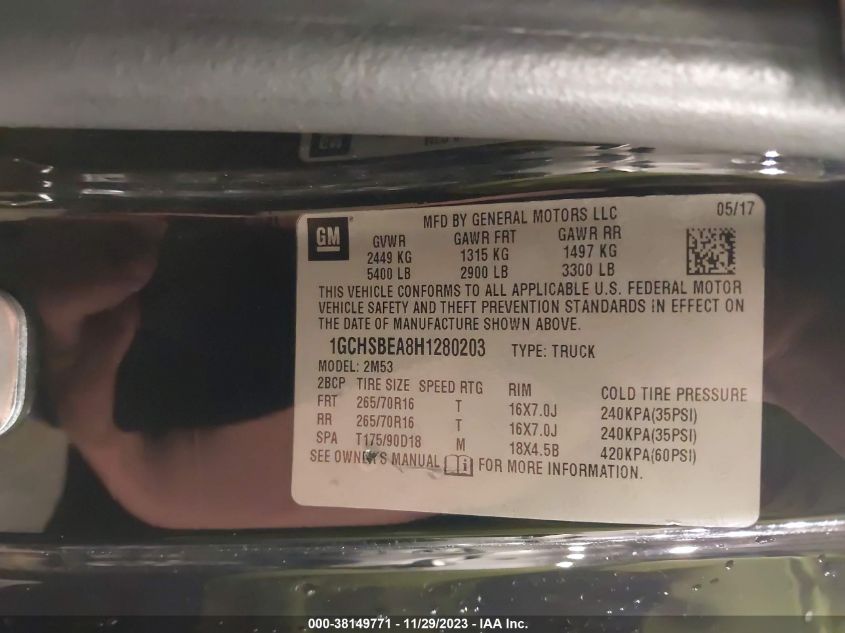 GM
MFD BY GENERAL MOTORS LLC 05/17
GVWR GAWR FRT GAWR RR
2449 KG 1315 KG 1497 KG
5400 LB 2900 LB 3300 LB
THIS VEHICLE CONFORMS TO ALL APPLICABLE U.S. FEDERAL MOTOR
VEHICLE SAFETY AND THEFT PREVENTION STANDARDS IN EFFECT ON
THE DATE OF MANUFACTURE SHOWN ABOVE.
1GCHSBEA8H1280203 TYPE: TRUCK
MODEL: 2M53
2BCP TIRE SIZE SPEED RTG RIM COLD TIRE PRESSURE
FRT 265/70R16 T 16X7.0J 240KPA(35PSI)
RR 265/70R16 T 16X7.0J 240KPA(35PSI)
SPA T175/90D18 M 18X4.5B 420KPA(60PSI)
SEE OWNER'S MANUAL FOR MORE INFORMATION.
000-38149771 - 11/29/2023 - IAA Inc.